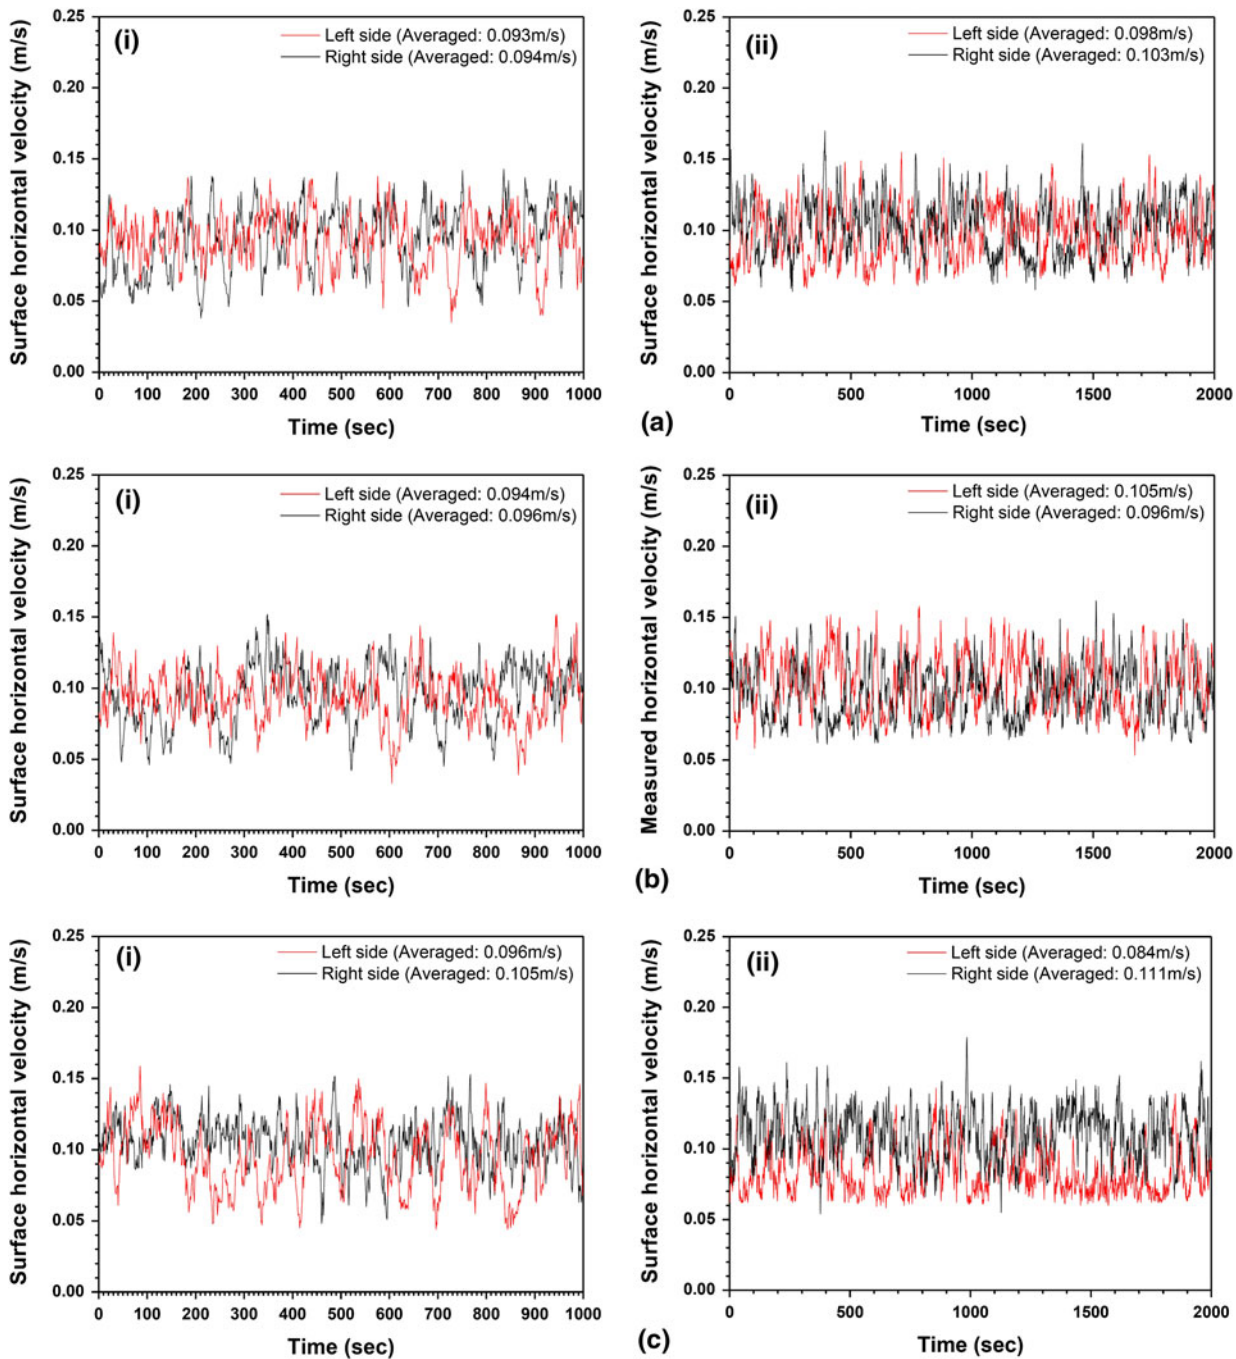 (i)
Left side (Averaged: 0.093m/s)
Right side (Averaged: 0.094m/s)
Surface horizontal velocity (m/s)
0.25
0.20
0.15
0.10
0.05
0.00
0 100 200 300 400 500 600 700 800 900 1000
Time (sec)
(ii)
Left side (Averaged: 0.098m/s)
Right side (Averaged: 0.103m/s)
Surface horizontal velocity (m/s)
0.25
0.20
0.15
0.10
0.05
0.00
0 500 1000 1500 2000
Time (sec)
(a)
(i)
Left side (Averaged: 0.094m/s)
Right side (Averaged: 0.096m/s)
Surface horizontal velocity (m/s)
0.25
0.20
0.15
0.10
0.05
0.00
0 100 200 300 400 500 600 700 800 900 1000
Time (sec)
(ii)
Left side (Averaged: 0.105m/s)
Right side (Averaged: 0.096m/s)
Measured horizontal velocity (m/s)
0.25
0.20
0.15
0.10
0.05
0.00
0 500 1000 1500 2000
Time (sec)
(b)
(i)
Left side (Averaged: 0.096m/s)
Right side (Averaged: 0.105m/s)
Surface horizontal velocity (m/s)
0.25
0.20
0.15
0.10
0.05
0.00
0 100 200 300 400 500 600 700 800 900 1000
Time (sec)
(ii)
Left side (Averaged: 0.084m/s)
Right side (Averaged: 0.111m/s)
Surface horizontal velocity (m/s)
0.25
0.20
0.15
0.10
0.05
0.00
0 500 1000 1500 2000
Time (sec)
(c)